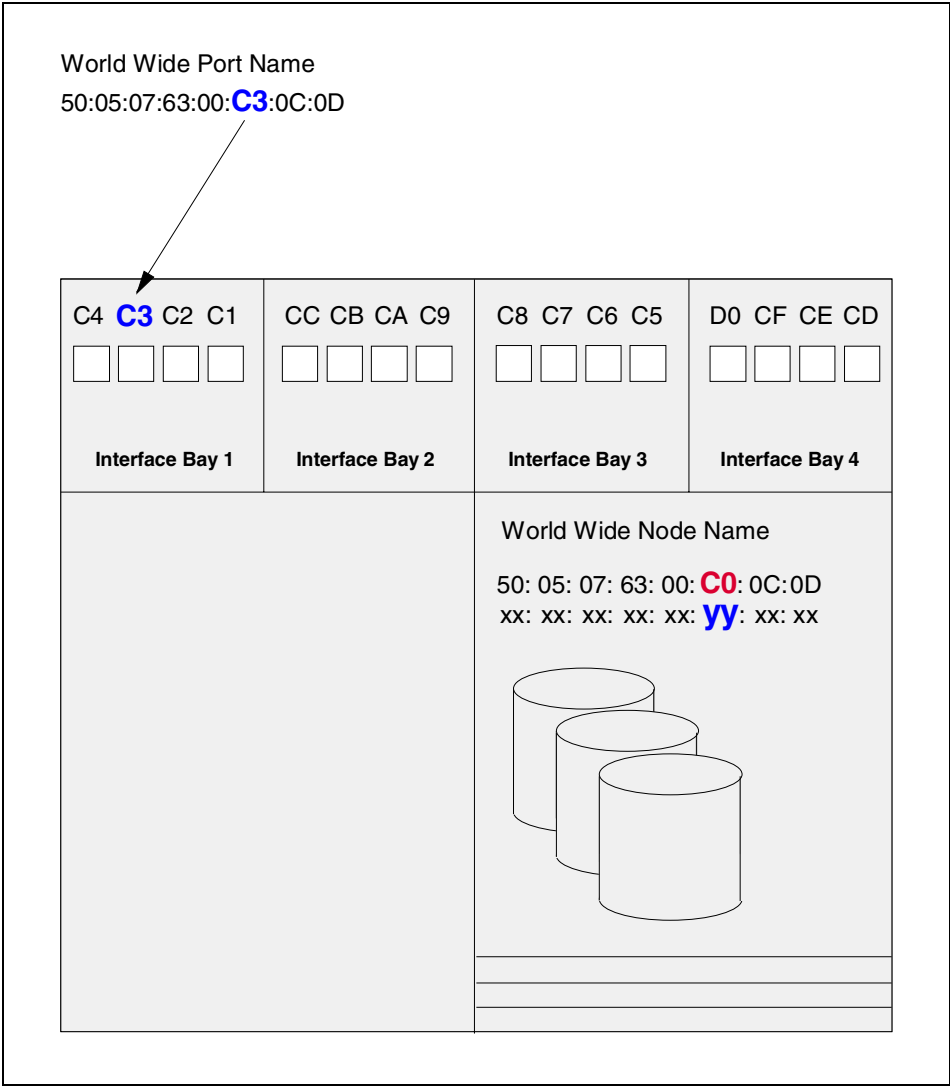 World Wide Port Name
50:05:07:63:00:C3:0C:0D
C4 C3 C2 C1
CC CB CA C9
C8 C7 C6 C5
D0 CF CE CD
Interface Bay 1
Interface Bay 2
Interface Bay 3
Interface Bay 4
World Wide Node Name
50: 05: 07: 63: 00: C0: 0C:0D
xx: xx: xx: xx: xx: yy: xx: xx